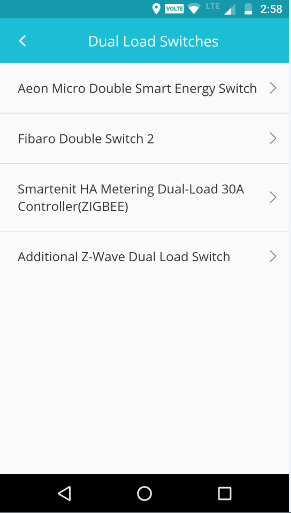 VOLTE LTE 2:58
Dual Load Switches
Aeon Micro Double Smart Energy Switch
Fibaro Double Switch 2
Smartenit HA Metering Dual-Load 30A
Controller(ZIGBEE)
Additional Z-Wave Dual Load Switch